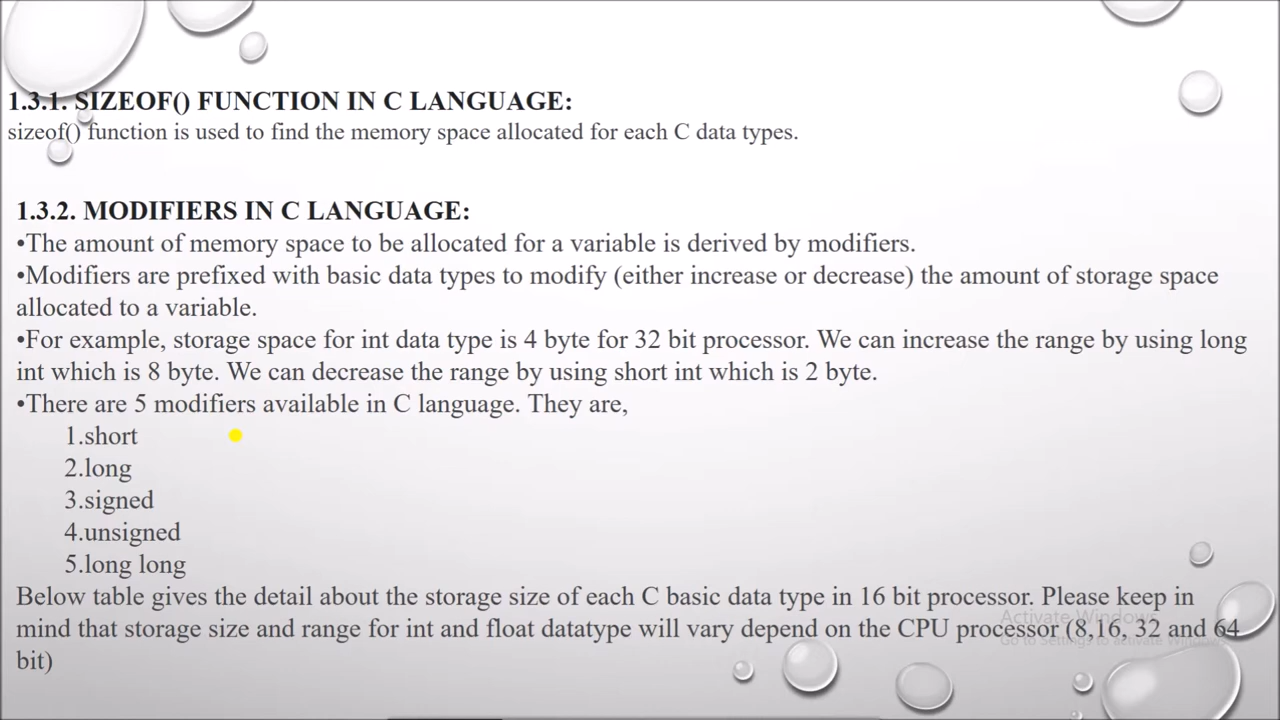 1.3.1. SIZEOF() FUNCTION IN C LANGUAGE:
sizeof() function is used to find the memory space allocated for each C data types.
1.3.2. MODIFIERS IN C LANGUAGE:
•The amount of memory space to be allocated for a variable is derived by modifiers.
•Modifiers are prefixed with basic data types to modify (either increase or decrease) the amount of storage space
allocated to a variable.
•For example, storage space for int data type is 4 byte for 32 bit processor. We can increase the range by using long
int which is 8 byte. We can decrease the range by using short int which is 2 byte.
•There are 5 modifiers available in C language. They are,
1.short
2.long
3.signed
4.unsigned
5.long long
Below table gives the detail about the storage size of each C basic data type in 16 bit processor. Please keep in
mind that storage size and range for int and float datatype will vary depend on the CPU processor (8,16, 32 and 64
bit)
Activate Windows
Go to Settings to activate Windows